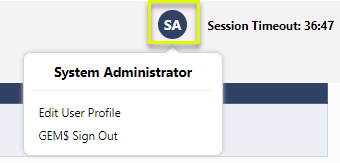 SA Session Timeout: 36:47
System Administrator
Edit User Profile
GEM$ Sign Out